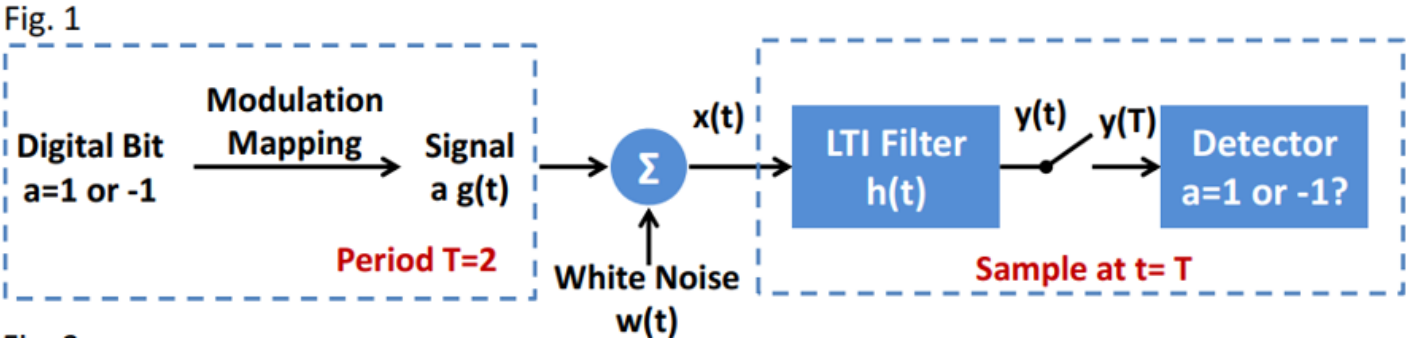 Fig. 1
Modulation
Mapping
Digital Bit
a=1 or -1
Signal
a g(t)
Period T=2
Σ
White Noise
w(t)
x(t)
LTI Filter
h(t)
y(t)
y(T)
Detector
a=1 or -1?
Sample at t= T